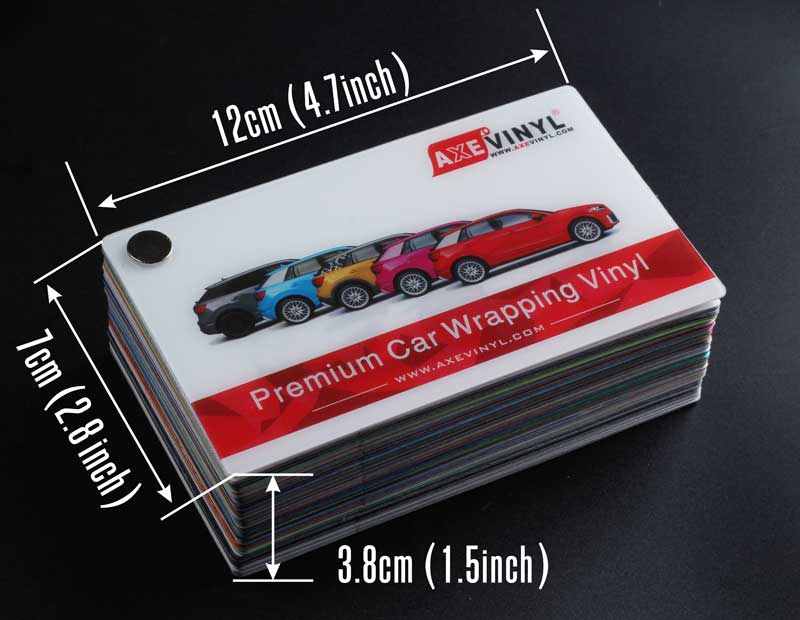 12cm (4.7inch)
AXEVINYL®
WWW.AXEVINYL.COM
7cm (2.8inch)
Premium Car Wrapping Vinyl
WWW.AXEVINYL.COM
3.8cm (1.5inch)